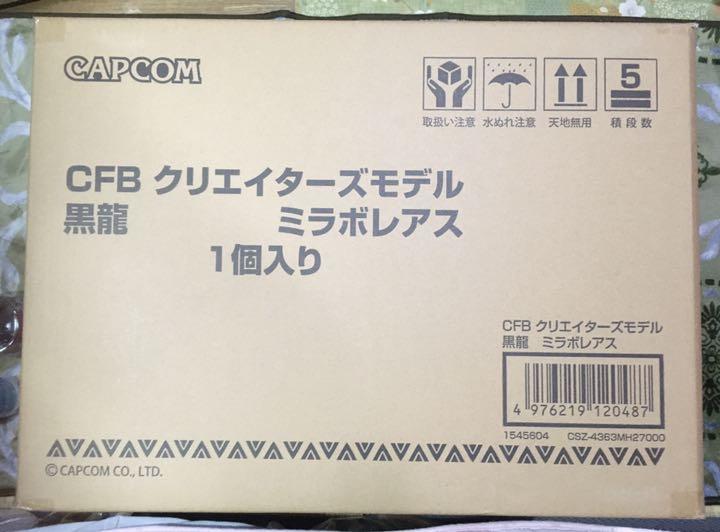 CAPCOM
5
取扱い注意 水ぬれ注意 天地無用 積段数
CFB クリエイターズモデル
黒龍 ミラボレアス
1個入り
CFB クリエイターズモデル
黒龍 ミラボレアス
4 976219 120487
1545604 CSZ-4363MH27000
© CAPCOM CO., LTD.